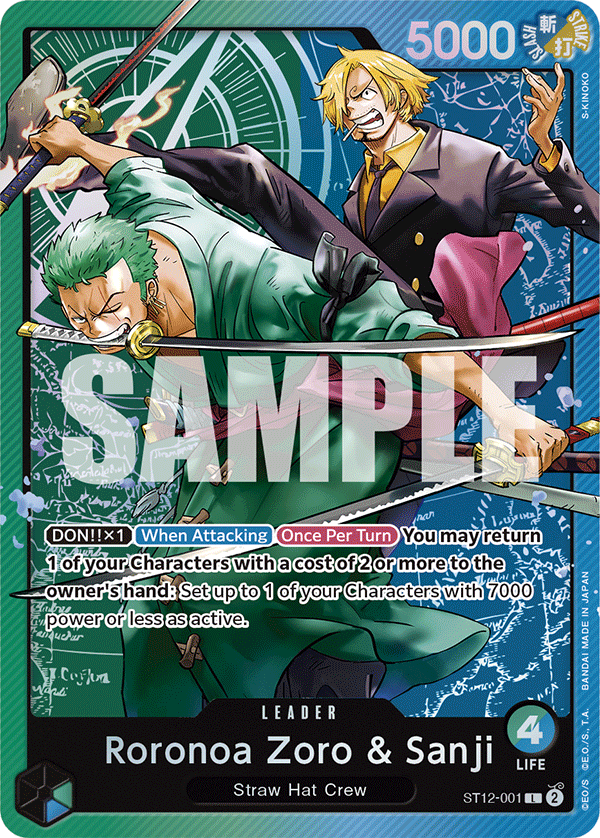 5000
SLASH 斬 打 STRIKE
S-KINOKO
SAMPLE
DON!!×1 When Attacking Once Per Turn You may return
1 of your Characters with a cost of 2 or more to the
owner's hand: Set up to 1 of your Characters with 7000
power or less as active.
BANDAI MADE IN JAPAN
©E.O./S., T.A.
©EO/S
LEADER
Roronoa Zoro & Sanji
4
LIFE
Straw Hat Crew
ST12-001 L 2